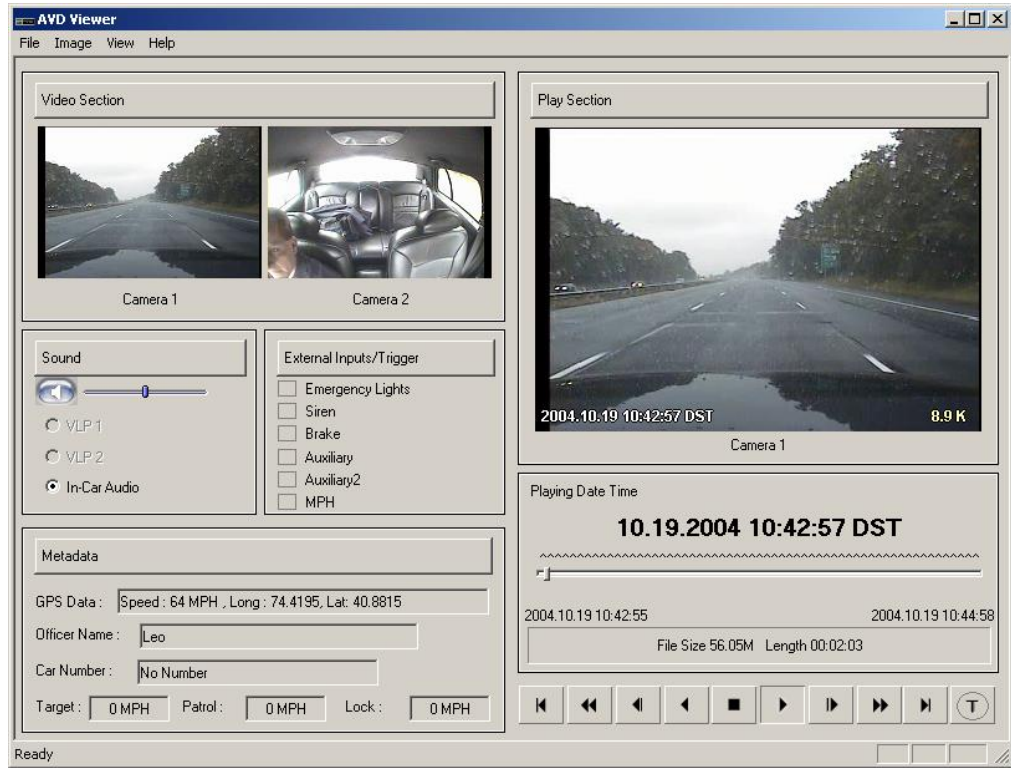 AVD Viewer
File Image View Help
Video Section
Camera 1 Camera 2
Sound
VLP 1
VLP 2
In-Car Audio
External Inputs/Trigger
Emergency Lights
Siren
Brake
Auxiliary
Auxiliary2
MPH
Metadata
GPS Data : Speed : 64 MPH , Long : 74.4195, Lat: 40.8815
Officer Name : Leo
Car Number : No Number
Target : 0 MPH Patrol : 0 MPH Lock : 0 MPH
Play Section
2004.10.19 10:42:57 DST 8.9 K
Camera 1
Playing Date Time
10.19.2004 10:42:57 DST
2004.10.19 10:42:55 2004.10.19 10:44:58
File Size 56.05M Length 00:02:03
T
Ready